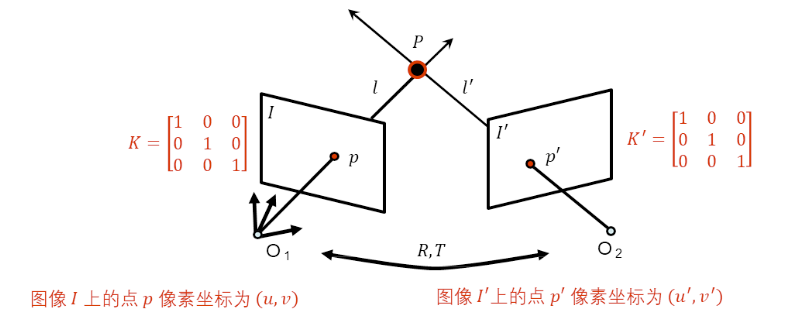 P
l
l′
I
I′
K = [1 0 0
0 1 0
0 0 1]
p
p′
K′ = [1 0 0
0 1 0
0 0 1]
O₁
R,T
O₂
图像 I 上的点 p 像素坐标为 (u, v)
图像 I′上的点 p′ 像素坐标为 (u′, v′)